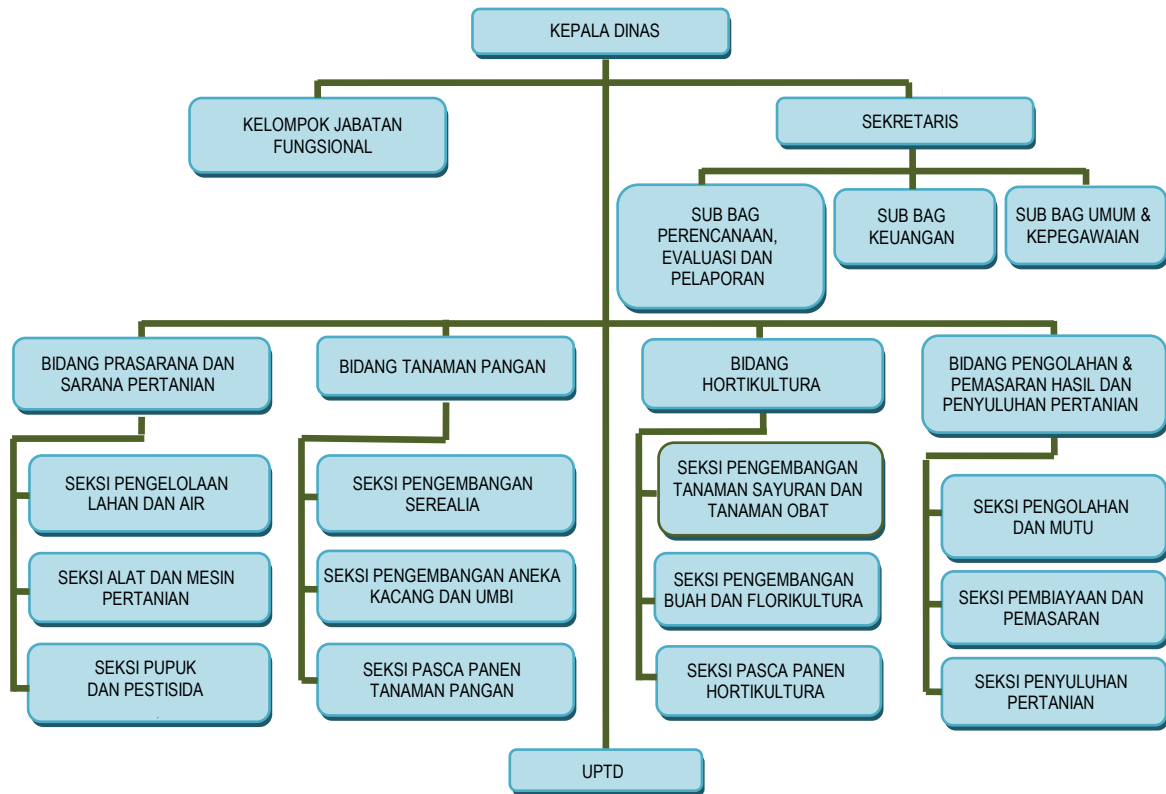 KEPALA DINAS
KELOMPOK JABATAN
FUNGSIONAL
SEKRETARIS
SUB BAG
PERENCANAAN,
EVALUASI DAN
PELAPORAN
SUB BAG
KEUANGAN
SUB BAG UMUM &
KEPEGAWAIAN
BIDANG PRASARANA DAN
SARANA PERTANIAN
BIDANG TANAMAN PANGAN
BIDANG
HORTIKULTURA
BIDANG PENGOLAHAN &
PEMASARAN HASIL DAN
PENYULUHAN PERTANIAN
SEKSI PENGELOLAAN
LAHAN DAN AIR
SEKSI ALAT DAN MESIN
PERTANIAN
SEKSI PUPUK
DAN PESTISIDA
.
SEKSI PENGEMBANGAN
SEREALIA
SEKSI PENGEMBANGAN ANEKA
KACANG DAN UMBI
SEKSI PASCA PANEN
TANAMAN PANGAN
SEKSI PENGEMBANGAN
TANAMAN SAYURAN DAN
TANAMAN OBAT
SEKSI PENGEMBANGAN
BUAH DAN FLORIKULTURA
SEKSI PASCA PANEN
HORTIKULTURA
SEKSI PENGOLAHAN
DAN MUTU
SEKSI PEMBIAYAAN DAN
PEMASARAN
SEKSI PENYULUHAN
PERTANIAN
UPTD